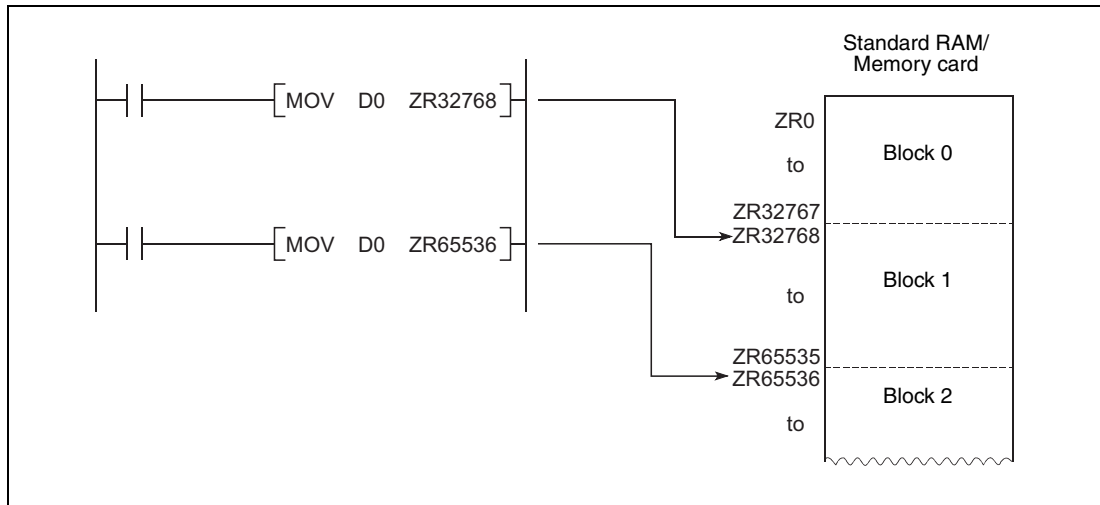 Standard RAM/
Memory card
MOV D0 ZR32768
ZR0
to
Block 0
ZR32767
ZR32768
MOV D0 ZR65536
to
Block 1
ZR65535
ZR65536
to
Block 2